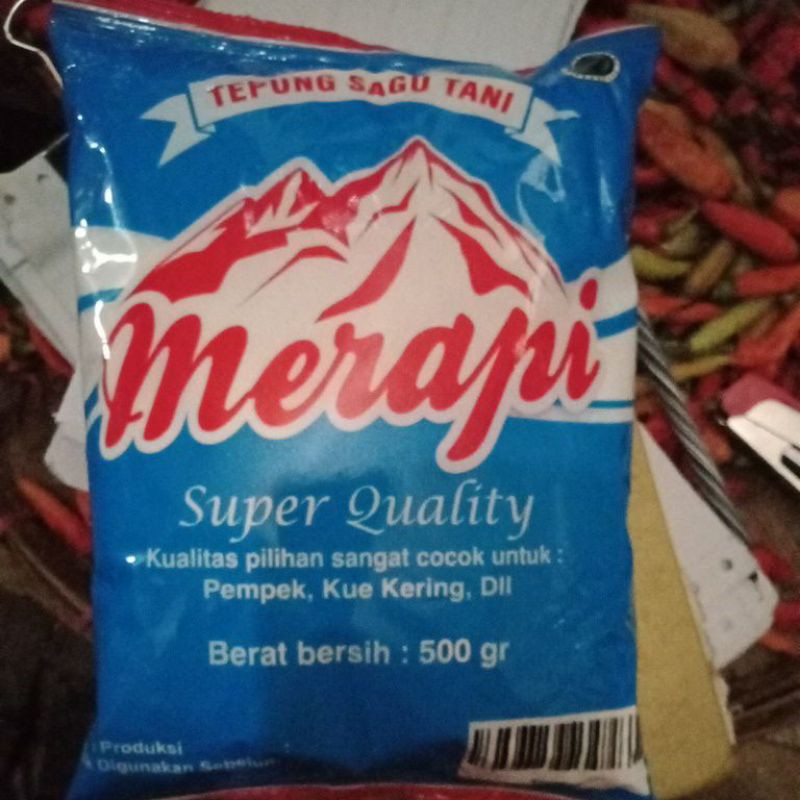 TEPUNG SAGU TANI
Merapi
Super Quality
Kualitas pilihan sangat cocok untuk :
Pempek, Kue Kering, Dll
Berat bersih : 500 gr
: Produksi
Digunakan